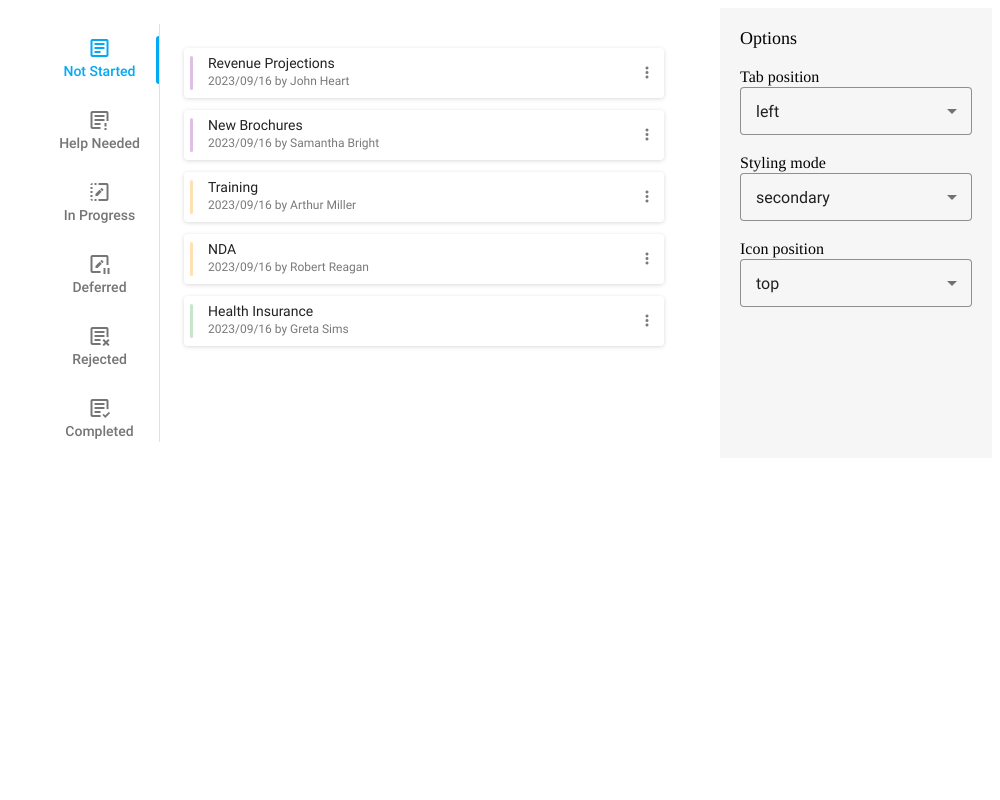 Not Started
Help Needed
In Progress
Deferred
Rejected
Completed
Revenue Projections
2023/09/16 by John Heart
New Brochures
2023/09/16 by Samantha Bright
Training
2023/09/16 by Arthur Miller
NDA
2023/09/16 by Robert Reagan
Health Insurance
2023/09/16 by Greta Sims
Options
Tab position
left
Styling mode
secondary
Icon position
top